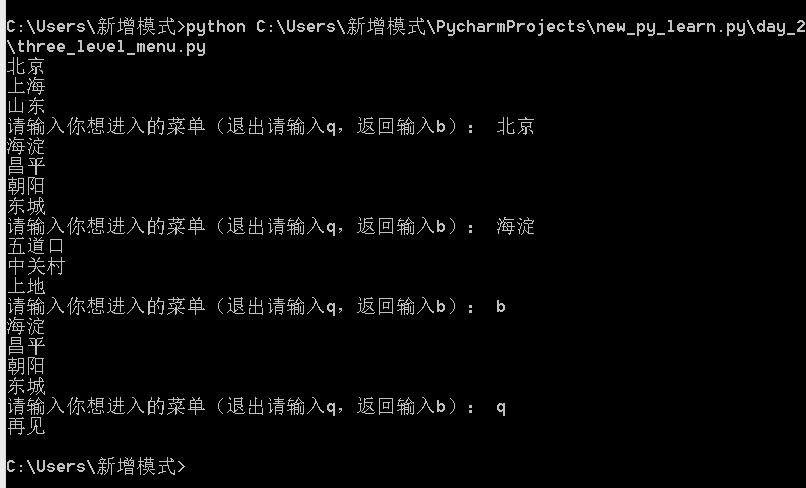 C:\Users\新增模式>python C:\Users\新增模式\PycharmProjects\new_py_learn.py\day_2
\three_level_menu.py
北京
上海
山东
请输入你想进入的菜单（退出请输入q，返回输入b）： 北京
海淀
昌平
朝阳
东城
请输入你想进入的菜单（退出请输入q，返回输入b）： 海淀
五道口
中关村
上地
请输入你想进入的菜单（退出请输入q，返回输入b）： b
海淀
昌平
朝阳
东城
请输入你想进入的菜单（退出请输入q，返回输入b）： q
再见
C:\Users\新增模式>